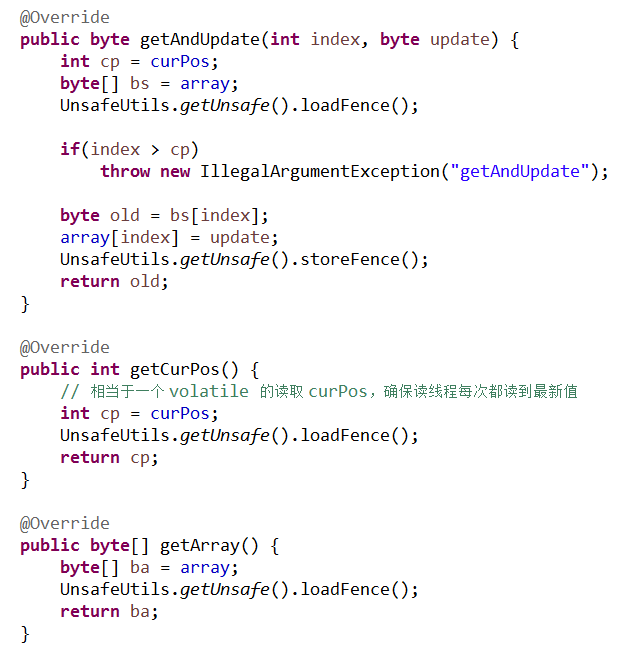 @Override
public byte getAndUpdate(int index, byte update) {
    int cp = curPos;
    byte[] bs = array;
    UnsafeUtils.getUnsafe().loadFence();

    if(index > cp)
        throw new IllegalArgumentException("getAndUpdate");

    byte old = bs[index];
    array[index] = update;
    UnsafeUtils.getUnsafe().storeFence();
    return old;
}

@Override
public int getCurPos() {
    // 相当于一个 volatile 的读取 curPos，确保读线程每次都读到最新值
    int cp = curPos;
    UnsafeUtils.getUnsafe().loadFence();
    return cp;
}

@Override
public byte[] getArray() {
    byte[] ba = array;
    UnsafeUtils.getUnsafe().loadFence();
    return ba;
}